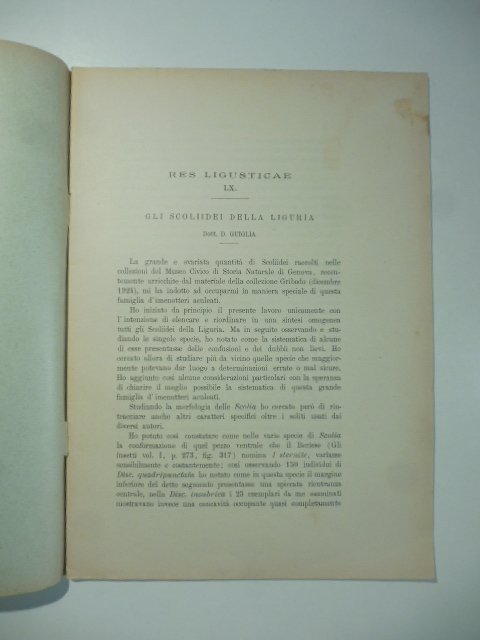 RES LIGUSTICAE
LX.
GLI SCOLIIDEI DELLA LIGURIA
Dott. D. GUIGLIA
La grande e svariata quantità di Scoliidei raccolti nelle
collezioni del Museo Civico di Storia Naturale di Genova, recen-
temente arricchite dal materiale della collezione Gribodo (dicembre
1924), mi ha indotto ad occuparmi in maniera speciale di questa
famiglia d'imenotteri aculeati.
Ho iniziato da principio il presente lavoro unicamente con
l'intenzione di elencare e riordinare in una sintesi omogenea
tutti gli Scoliidei della Liguria. Ma in seguito osservando e stu-
diando le singole specie, ho notato come la sistematica di alcune
di esse presentasse delle confusioni e dei dubbi non lievi. Ho
cercato allora di studiare più da vicino quelle specie che maggior-
mente potevano dar luogo a determinazioni errate o mal sicure.
Ho aggiunto così alcune considerazioni particolari con la speranza
di chiarire il meglio possibile la sistematica di questa grande
famiglia d'imenotteri aculeati.
Studiando la morfologia delle Scolia ho cercato però di rin-
tracciare anche altri caratteri specifici oltre i soliti usati dai
diversi autori.
Ho potuto così constatare come nelle varie specie di Scolia
la conformazione di quel pezzo ventrale che il Berlese (Gli
insetti vol. I, p. 273, fig. 317) nomina 1 sternite, variasse
sensibilmente e costantemente; così osservando 150 individui di
Disc. quadripunctata ho notato come in questa specie il margine
inferiore del detto segmento presentasse una spiccata rientranza
centrale, nella Disc. insubrica i 25 esemplari da me esaminati
mostravano invece una concavità occupante quasi completamente